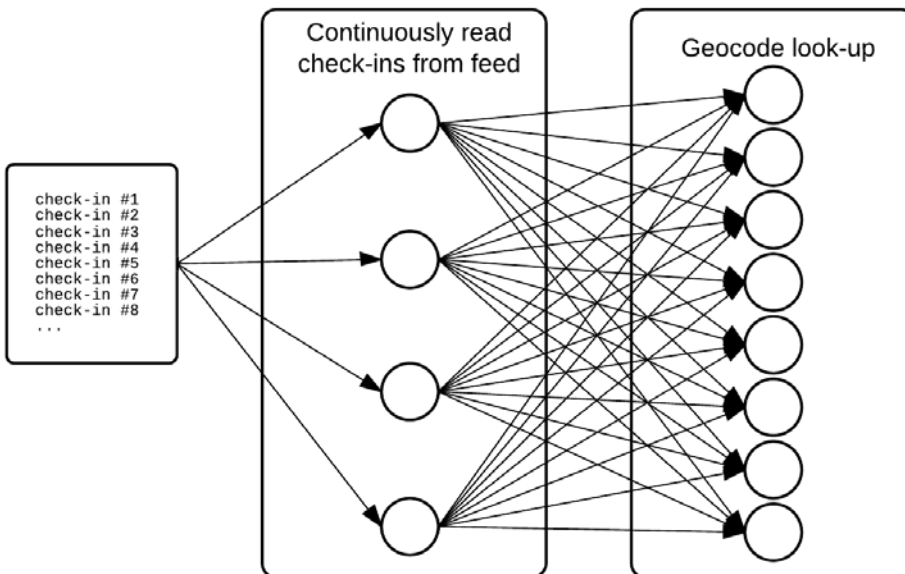 Continuously read
check-ins from feed
Geocode look-up
check-in #1
check-in #2
check-in #3
check-in #4
check-in #5
check-in #6
check-in #7
check-in #8
...